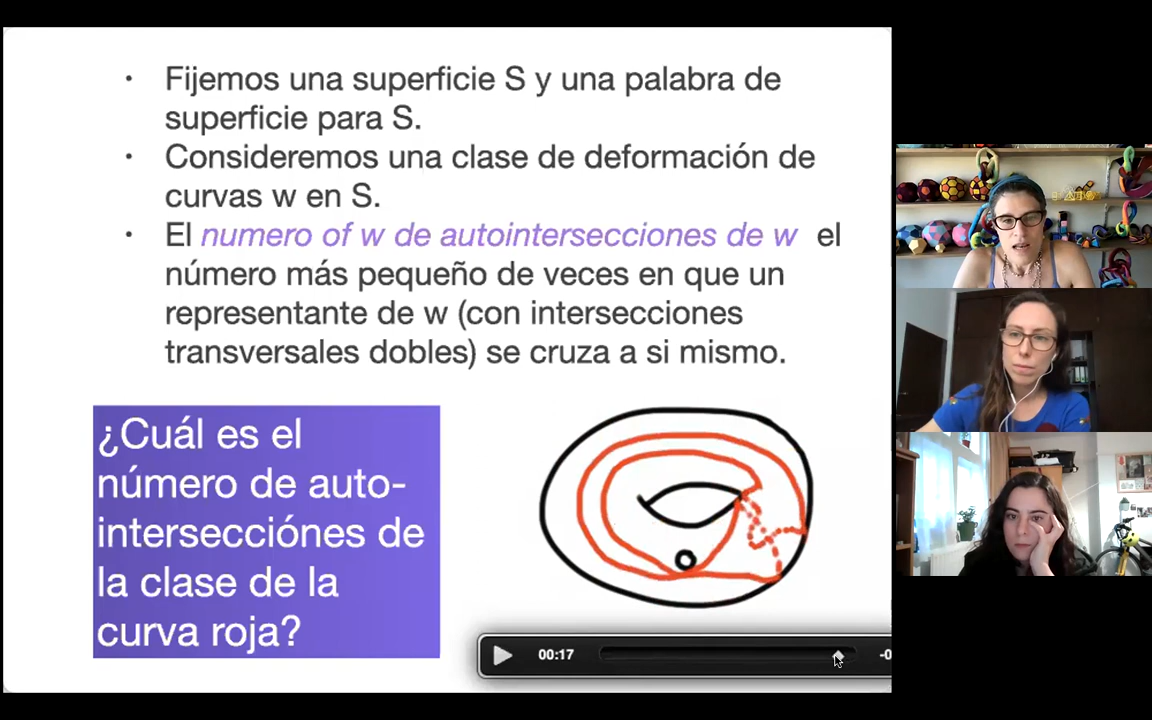 Fijemos una superficie S y una palabra de
superficie para S.
Consideremos una clase de deformación de
curvas w en S.
El numero of w de autointersecciones de w el
número más pequeño de veces en que un
representante de w (con intersecciones
transversales dobles) se cruza a si mismo.
¿Cuál es el
número de auto-
intersecciónes de
la clase de la
curva roja?
00:17
-0